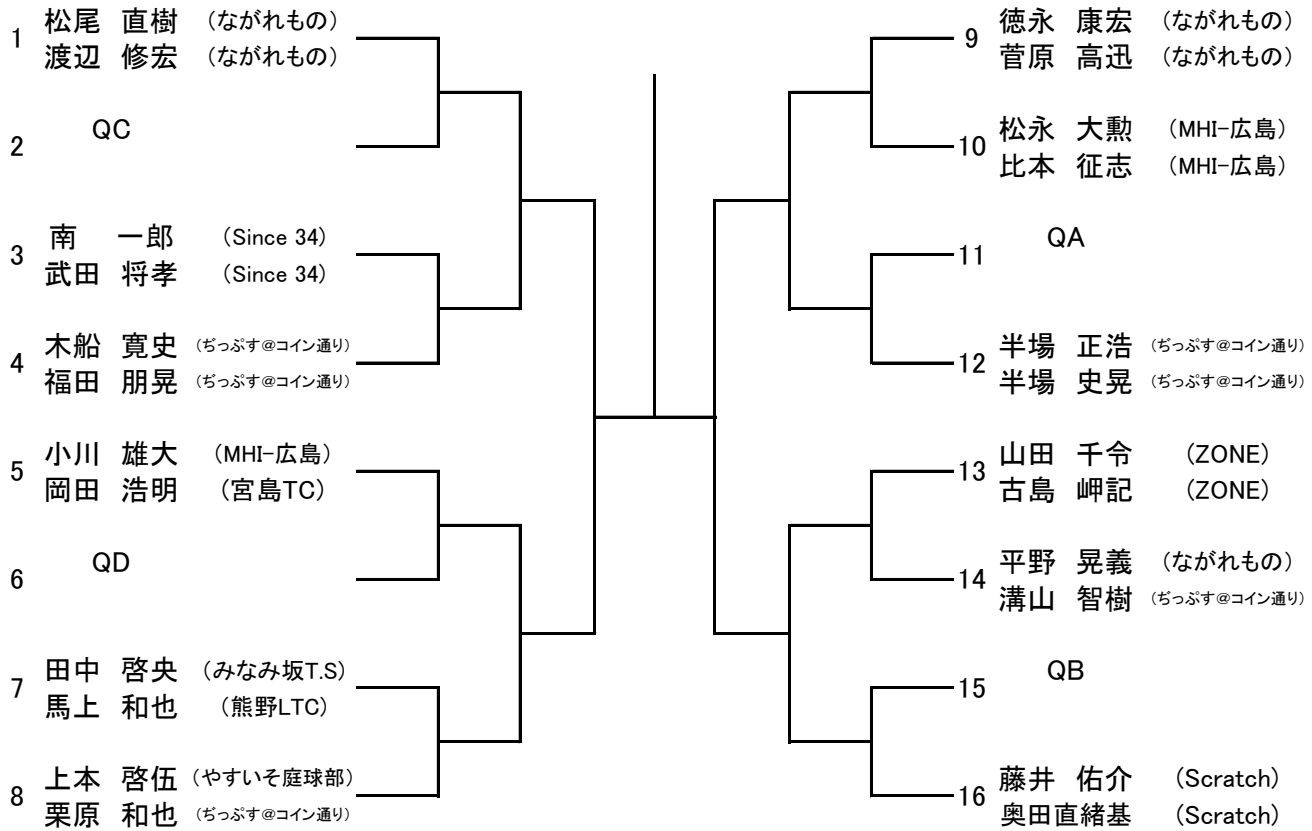 1
松尾 直樹 (ながれもの)
渡辺 修宏 (ながれもの)
2
QC
3
南 一郎 (Since 34)
武田 将孝 (Since 34)
4
木船 寛史 (ぢっぷす@コイン通り)
福田 朋晃 (ぢっぷす@コイン通り)
5
小川 雄大 (MHI-広島)
岡田 浩明 (宮島TC)
6
QD
7
田中 啓央 (みなみ坂T.S)
馬上 和也 (熊野LTC)
8
上本 啓伍 (やすいそ庭球部)
栗原 和也 (ぢっぷす@コイン通り)
9
徳永 康宏 (ながれもの)
菅原 高迅 (ながれもの)
10
松永 大勲 (MHI-広島)
比本 征志 (MHI-広島)
11
QA
12
半場 正浩 (ぢっぷす@コイン通り)
半場 史晃 (ぢっぷす@コイン通り)
13
山田 千令 (ZONE)
古島 岬記 (ZONE)
14
平野 晃義 (ながれもの)
溝山 智樹 (ぢっぷす@コイン通り)
15
QB
16
藤井 佑介 (Scratch)
奥田直緒基 (Scratch)